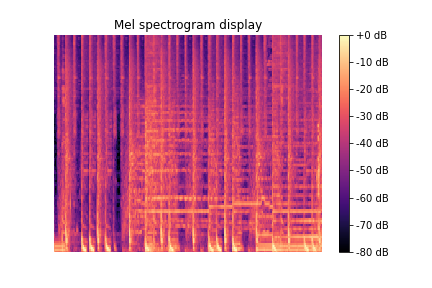 Mel spectrogram display
+0 dB
-10 dB
-20 dB
-30 dB
-40 dB
-50 dB
-60 dB
-70 dB
-80 dB